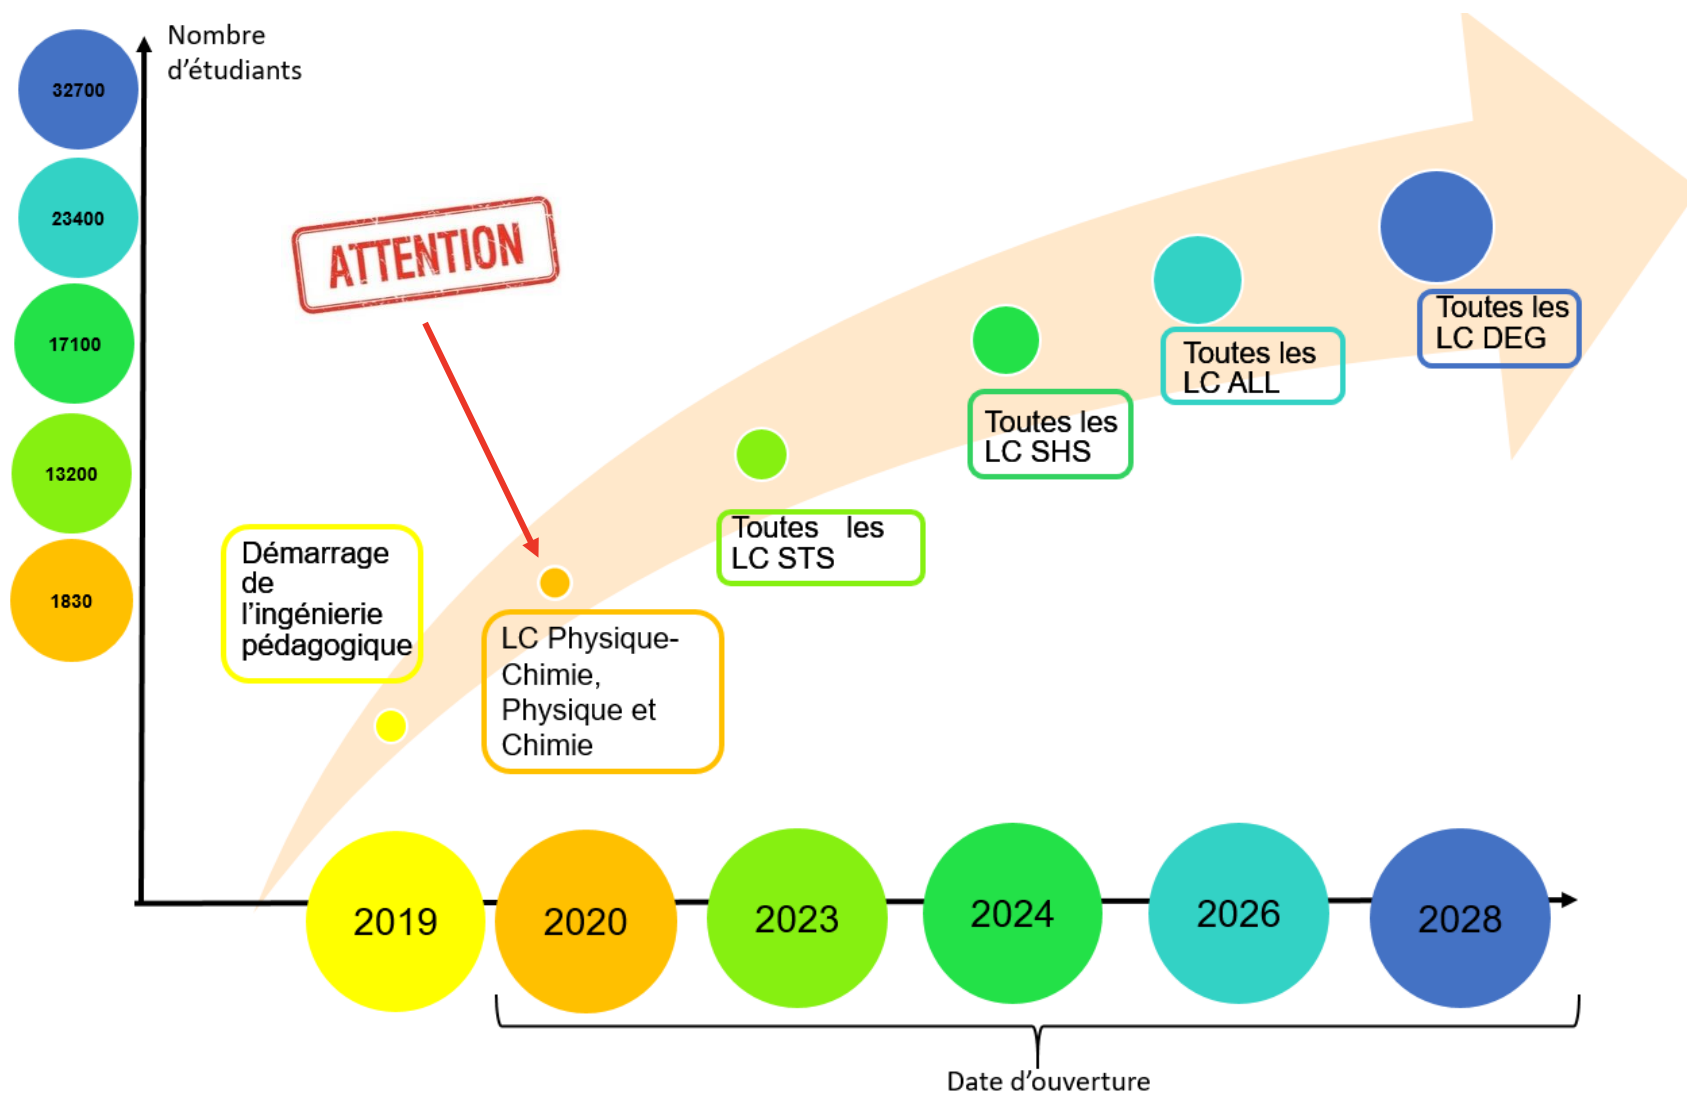 Nombre
d’étudiants
32700
23400
17100
13200
1830
ATTENTION
Toutes les
LC DEG
Toutes les
LC ALL
Toutes les
LC SHS
Toutes les
LC STS
Démarrage
de
l’ingénierie
pédagogique
LC Physique-
Chimie,
Physique et
Chimie
2019
2020
2023
2024
2026
2028
Date d’ouverture